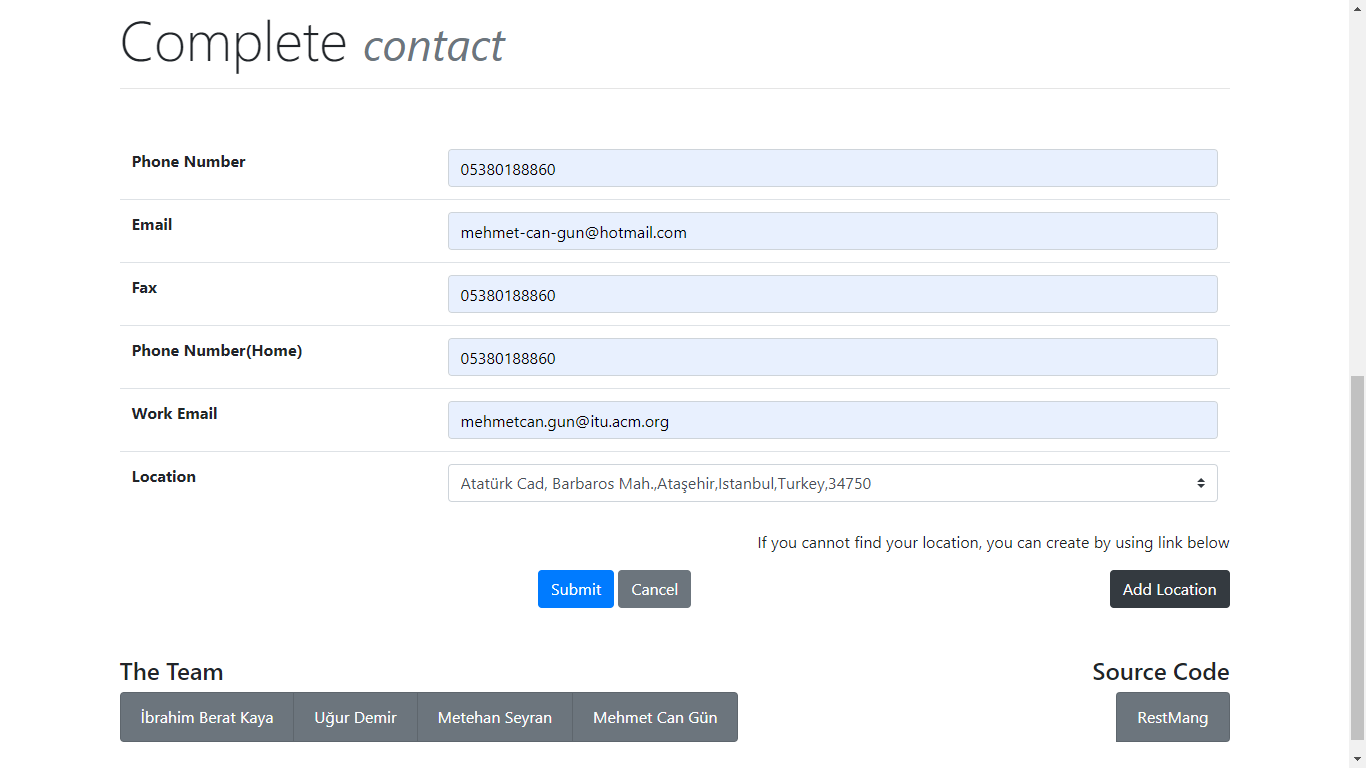 Complete contact
Phone Number
05380188860
Email
mehmet-can-gun@hotmail.com
Fax
05380188860
Phone Number(Home)
05380188860
Work Email
mehmetcan.gun@itu.acm.org
Location
Atatürk Cad, Barbaros Mah.,Ataşehir,Istanbul,Turkey,34750
If you cannot find your location, you can create by using link below
Submit Cancel Add Location
The Team Source Code
İbrahim Berat Kaya Uğur Demir Metehan Seyran Mehmet Can Gün RestMang